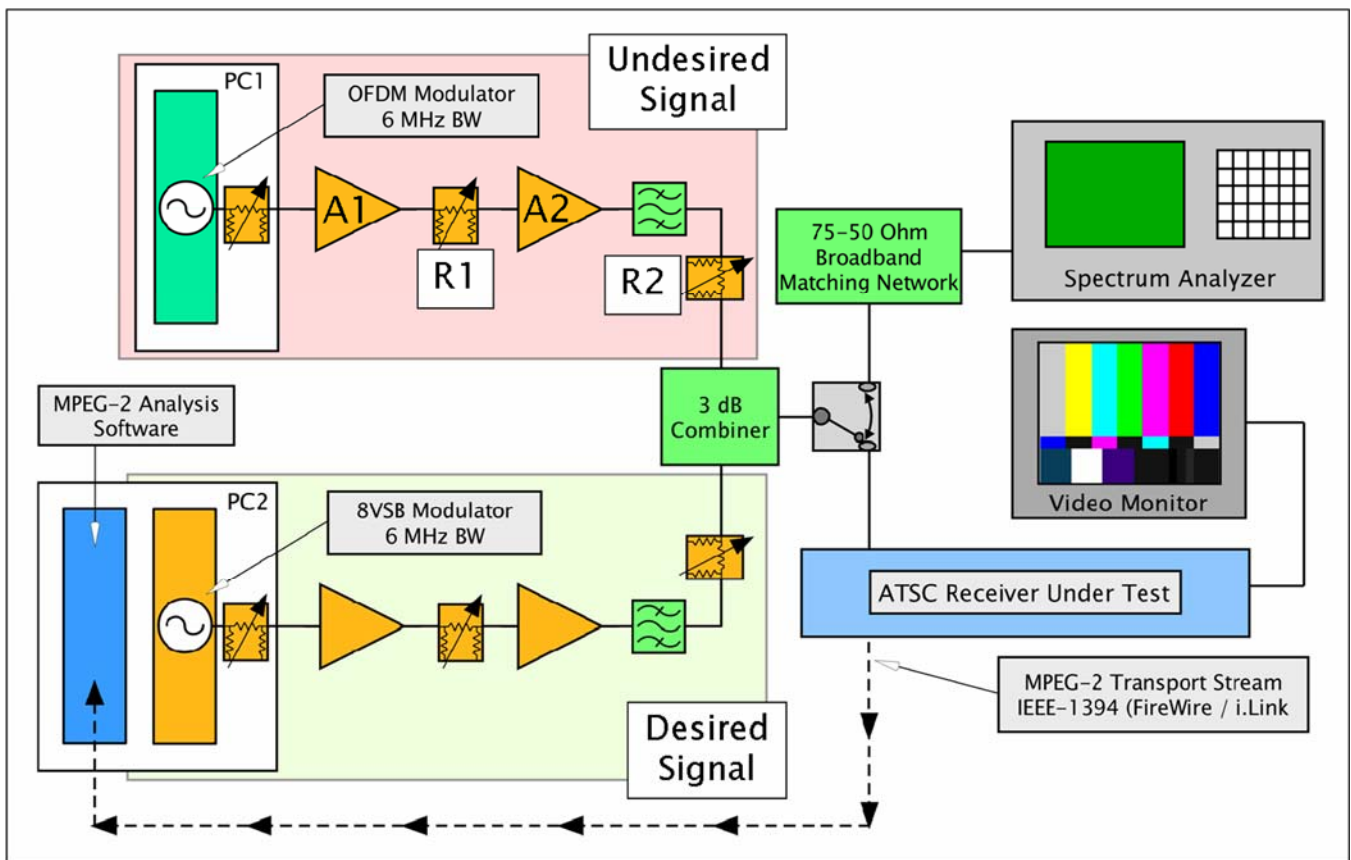 PC1
OFDM Modulator
6 MHz BW
Undesired
Signal
A1
A2
R1
R2
75-50 Ohm
Broadband
Matching Network
Spectrum Analyzer
3 dB
Combiner
Video Monitor
MPEG-2 Analysis
Software
PC2
8VSB Modulator
6 MHz BW
ATSC Receiver Under Test
MPEG-2 Transport Stream
IEEE-1394 (FireWire / i.Link
Desired
Signal